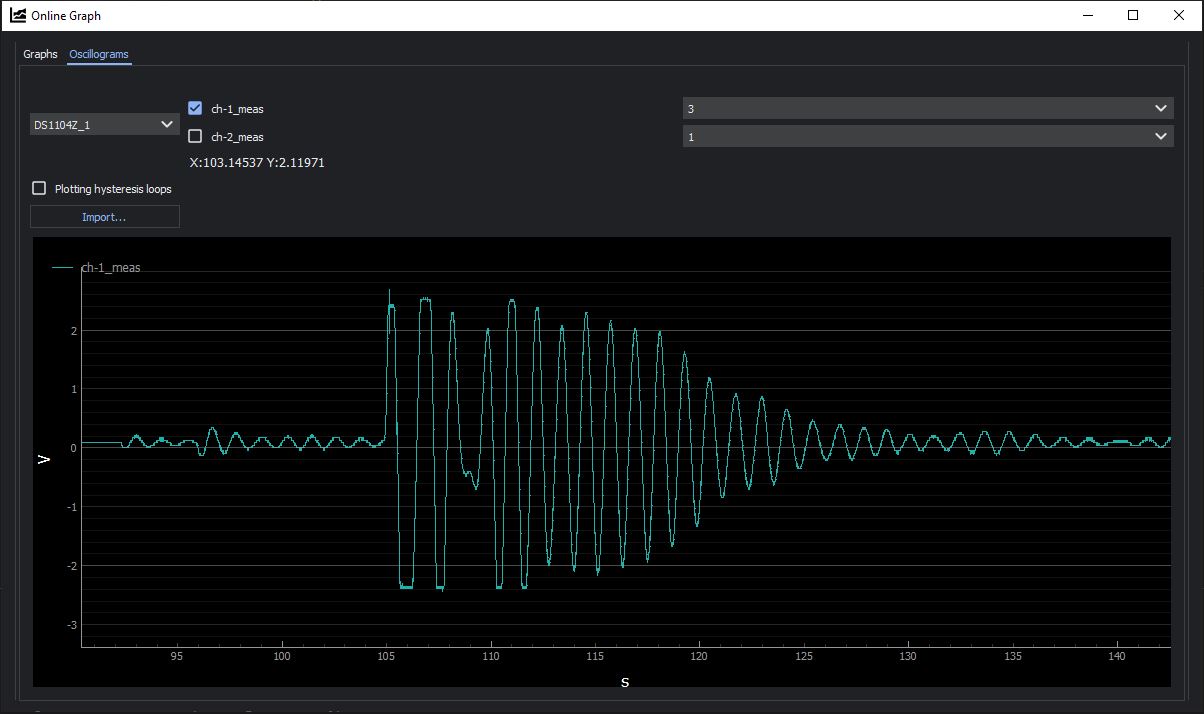 Online Graph
Graphs Oscillograms
DS1104Z_1
ch-1_meas
3
ch-2_meas
1
X:103.14537 Y:2.11971
Plotting hysteresis loops
Import...
ch-1_meas
2
1
0
-1
-2
-3
V
95 100 105 110 115 120 125 130 135 140
S